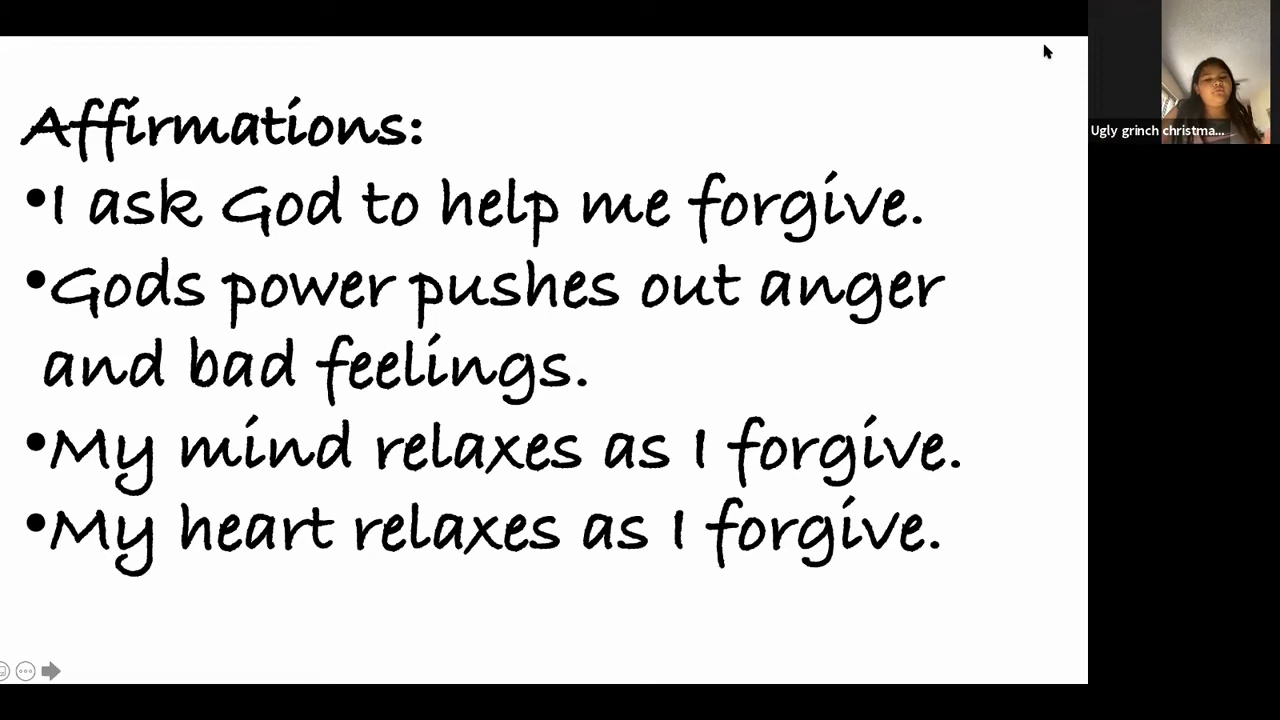 Affirmations:
•I ask God to help me forgive.
•Gods power pushes out anger
and bad feelings.
•My mind relaxes as I forgive.
•My heart relaxes as I forgive.
Ugly grinch christma...